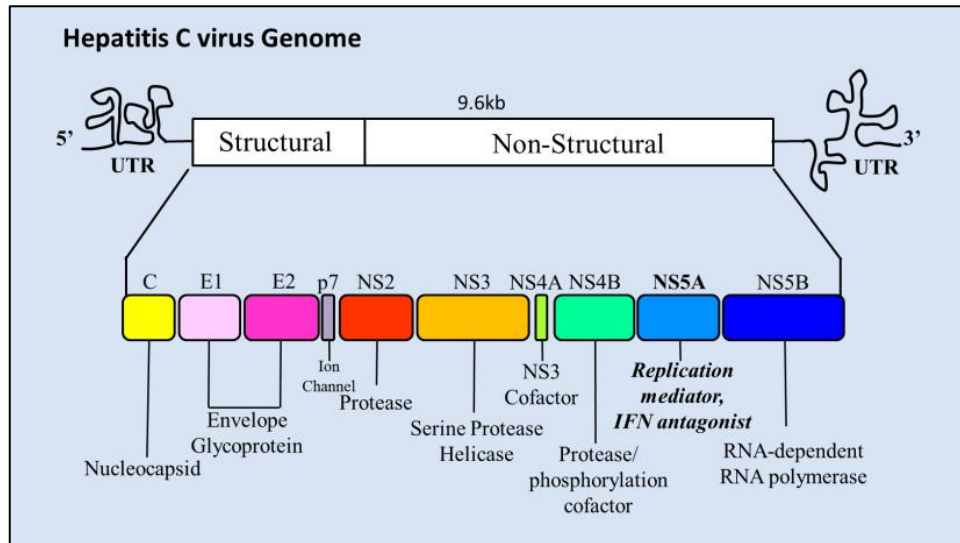 Hepatitis C virus Genome
9.6kb
5’
Structural
Non-Structural
3’
UTR
UTR
C
E1
E2
p7
NS2
NS3
NS4A
NS4B
NS5A
NS5B
Nucleocapsid
Envelope
Glycoprotein
Ion
Channel
Protease
Serine Protease
Helicase
NS3
Cofactor
Protease/
phosphorylation
cofactor
Replication
mediator,
IFN antagonist
RNA-dependent
RNA polymerase